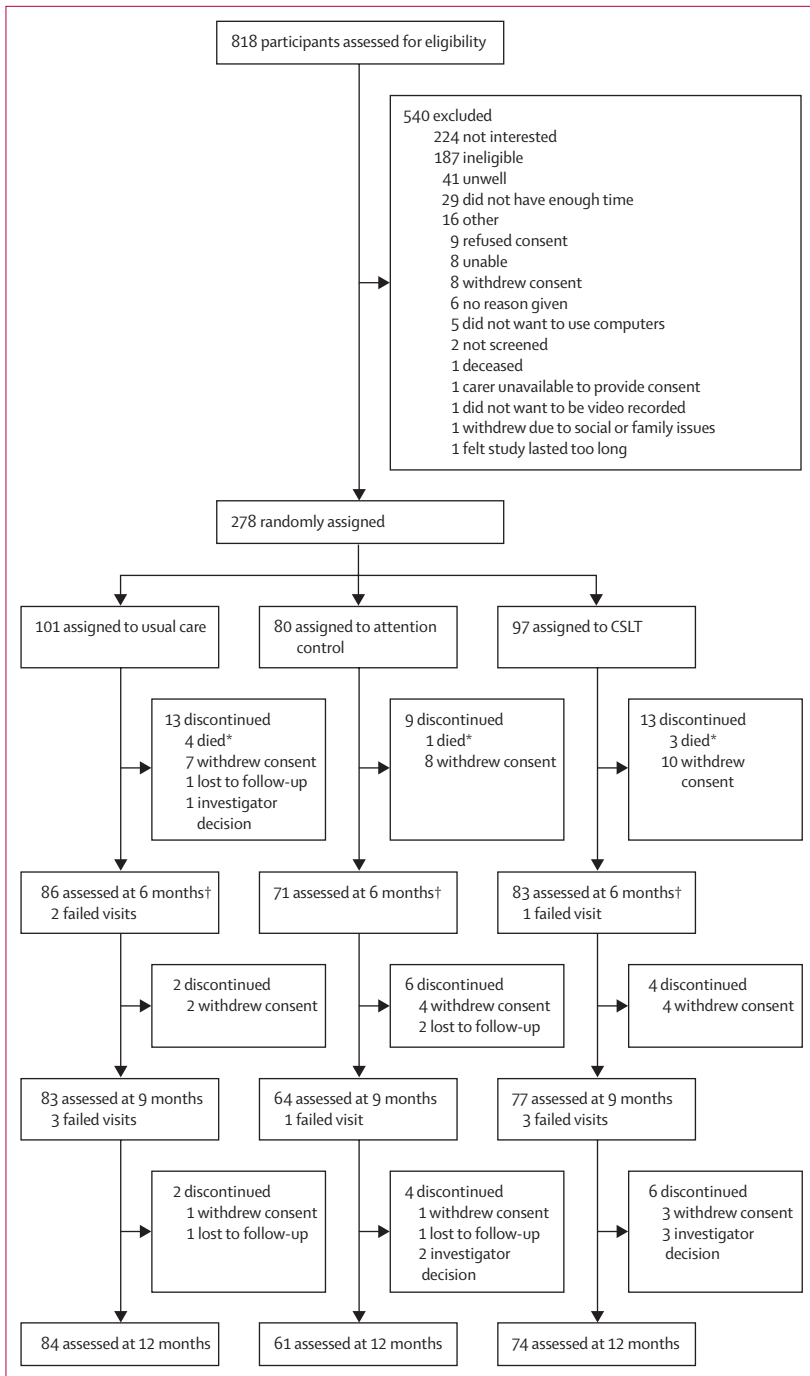 818 participants assessed for eligibility
540 excluded
224 not interested
187 ineligible
41 unwell
29 did not have enough time
16 other
9 refused consent
8 unable
8 withdrew consent
6 no reason given
5 did not want to use computers
2 not screened
1 deceased
1 carer unavailable to provide consent
1 did not want to be video recorded
1 withdrew due to social or family issues
1 felt study lasted too long
278 randomly assigned
101 assigned to usual care
80 assigned to attention
control
97 assigned to CSLT
13 discontinued
4 died*
7 withdrew consent
1 lost to follow-up
1 investigator
decision
9 discontinued
1 died*
8 withdrew consent
13 discontinued
3 died*
10 withdrew
consent
86 assessed at 6 months†
2 failed visits
71 assessed at 6 months†
83 assessed at 6 months†
1 failed visit
2 discontinued
2 withdrew consent
6 discontinued
4 withdrew consent
2 lost to follow-up
4 discontinued
4 withdrew consent
83 assessed at 9 months
3 failed visits
64 assessed at 9 months
1 failed visit
77 assessed at 9 months
3 failed visits
2 discontinued
1 withdrew consent
1 lost to follow-up
4 discontinued
1 withdrew consent
1 lost to follow-up
2 investigator
decision
6 discontinued
3 withdrew consent
3 investigator
decision
84 assessed at 12 months
61 assessed at 12 months
74 assessed at 12 months